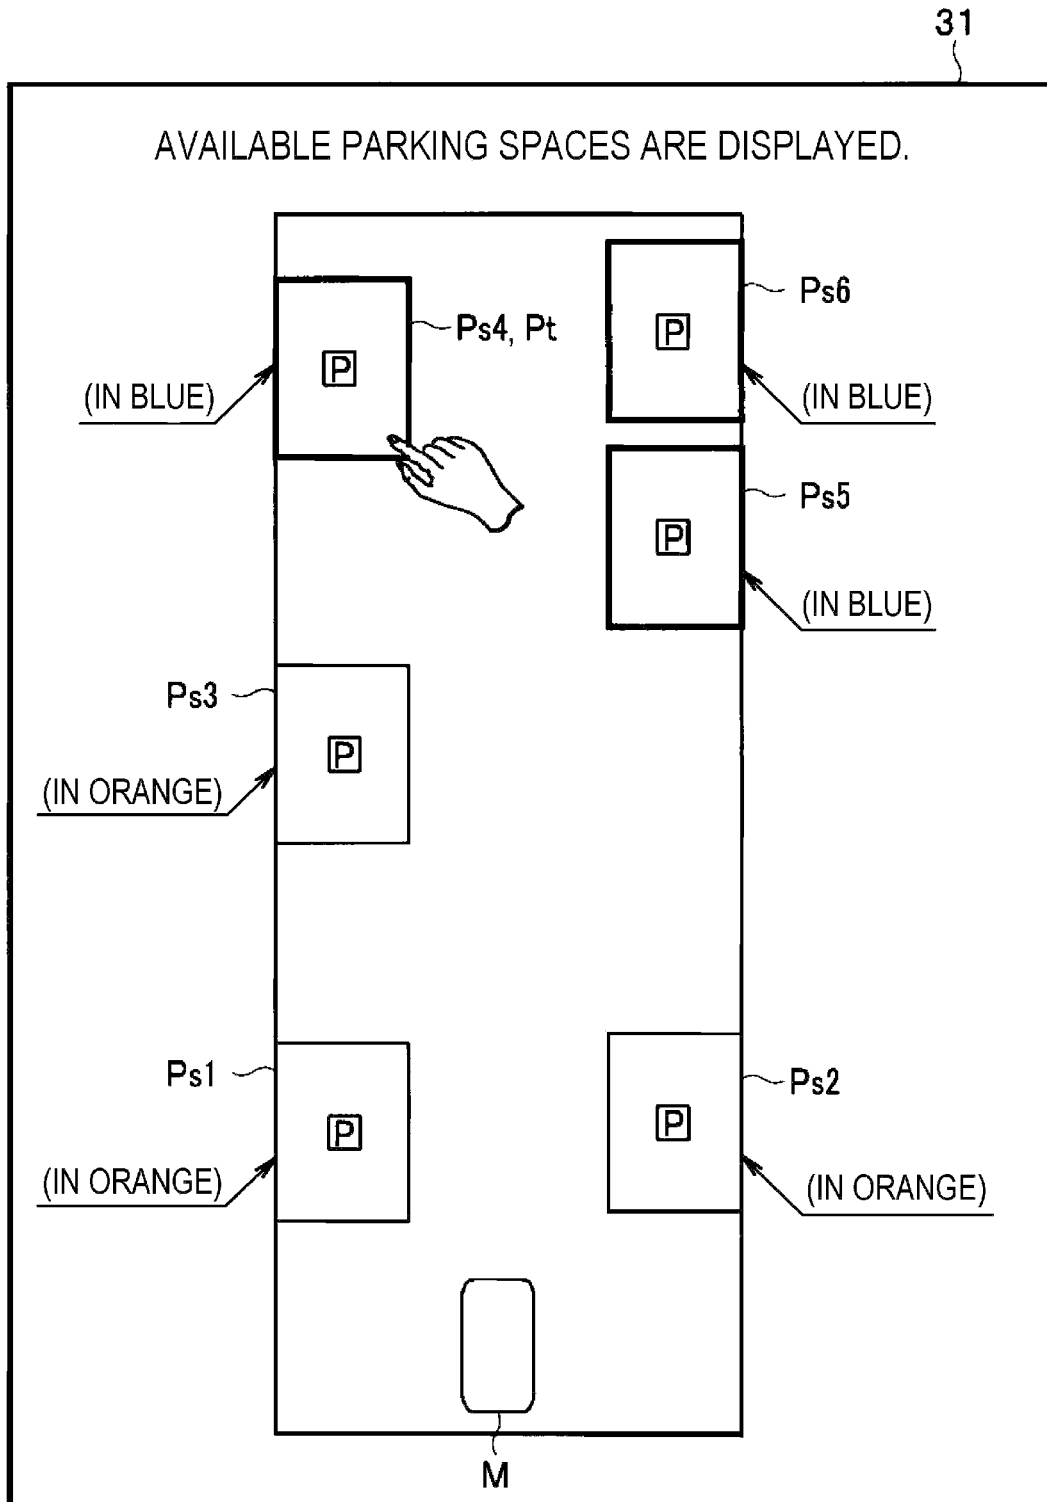 31
AVAILABLE PARKING SPACES ARE DISPLAYED.
Ps6
P
Ps4, Pt
P
(IN BLUE)
(IN BLUE)
Ps5
P
(IN BLUE)
Ps3
P
(IN ORANGE)
Ps1
Ps2
P
P
(IN ORANGE)
(IN ORANGE)
M